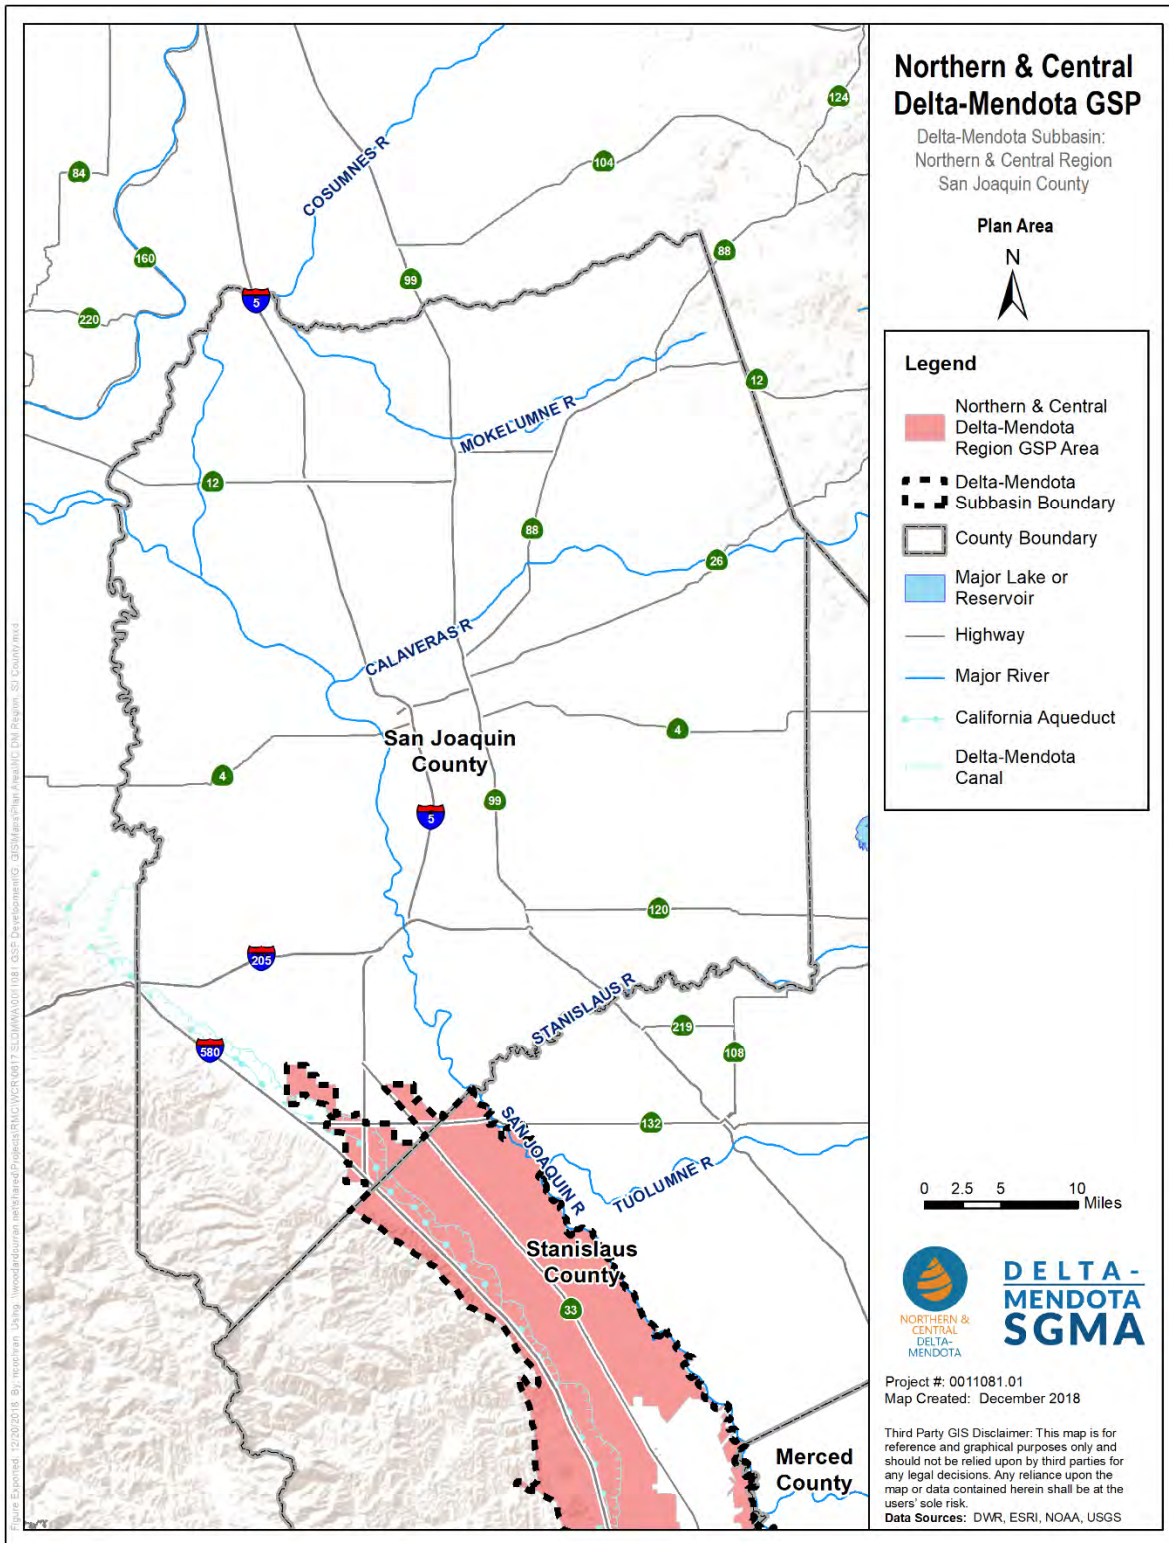 Northern & Central
Delta-Mendota GSP
Delta-Mendota Subbasin:
Northern & Central Region
San Joaquin County
Plan Area
N
Legend
Northern & Central
Delta-Mendota
Region GSP Area
Delta-Mendota
Subbasin Boundary
County Boundary
Major Lake or
Reservoir
Highway
Major River
California Aqueduct
Delta-Mendota
Canal
0 2.5 5 10
Miles
NORTHERN &
CENTRAL
DELTA-
MENDOTA
DELTA-
MENDOTA
SGMA
Project #: 0011081.01
Map Created: December 2018
Third Party GIS Disclaimer: This map is for
reference and graphical purposes only and
should not be relied upon by third parties for
any legal decisions. Any reliance upon the
map or data contained herein shall be at the
users' sole risk.
Data Sources: DWR, ESRI, NOAA, USGS
124
COSUMNES R
104
84
160
88
99
5
220
12
MOKELUMNE R
12
88
26
CALAVERAS R
San Joaquin
County
4
4
99
5
120
205
STANISLAUS R
219
580
108
SAN JOAQUIN R
132
TUOLUMNE R
Stanislaus
County
33
Merced
County